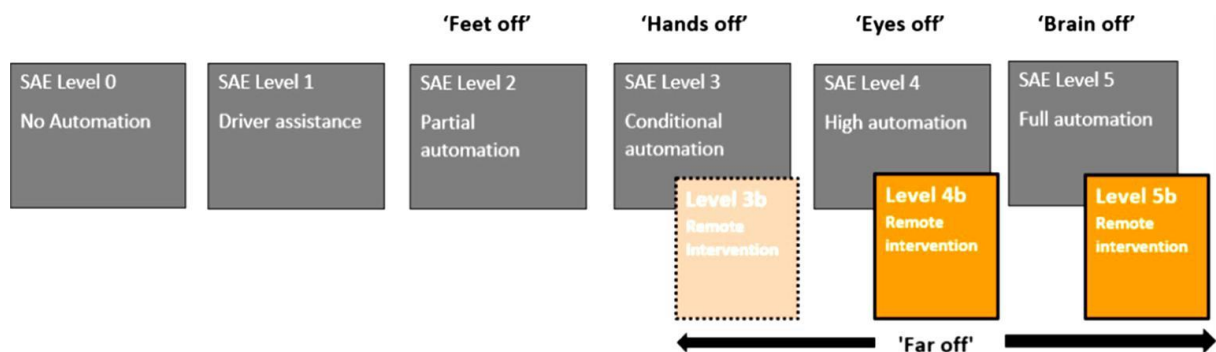 ‘Feet off’ ‘Hands off’ ‘Eyes off’ ‘Brain off’
SAE Level 0
No Automation
SAE Level 1
Driver assistance
SAE Level 2
Partial
automation
SAE Level 3
Conditional
automation
SAE Level 4
High automation
SAE Level 5
Full automation
Level 3b
Remote
intervention
Level 4b
Remote
intervention
Level 5b
Remote
intervention
'Far off'